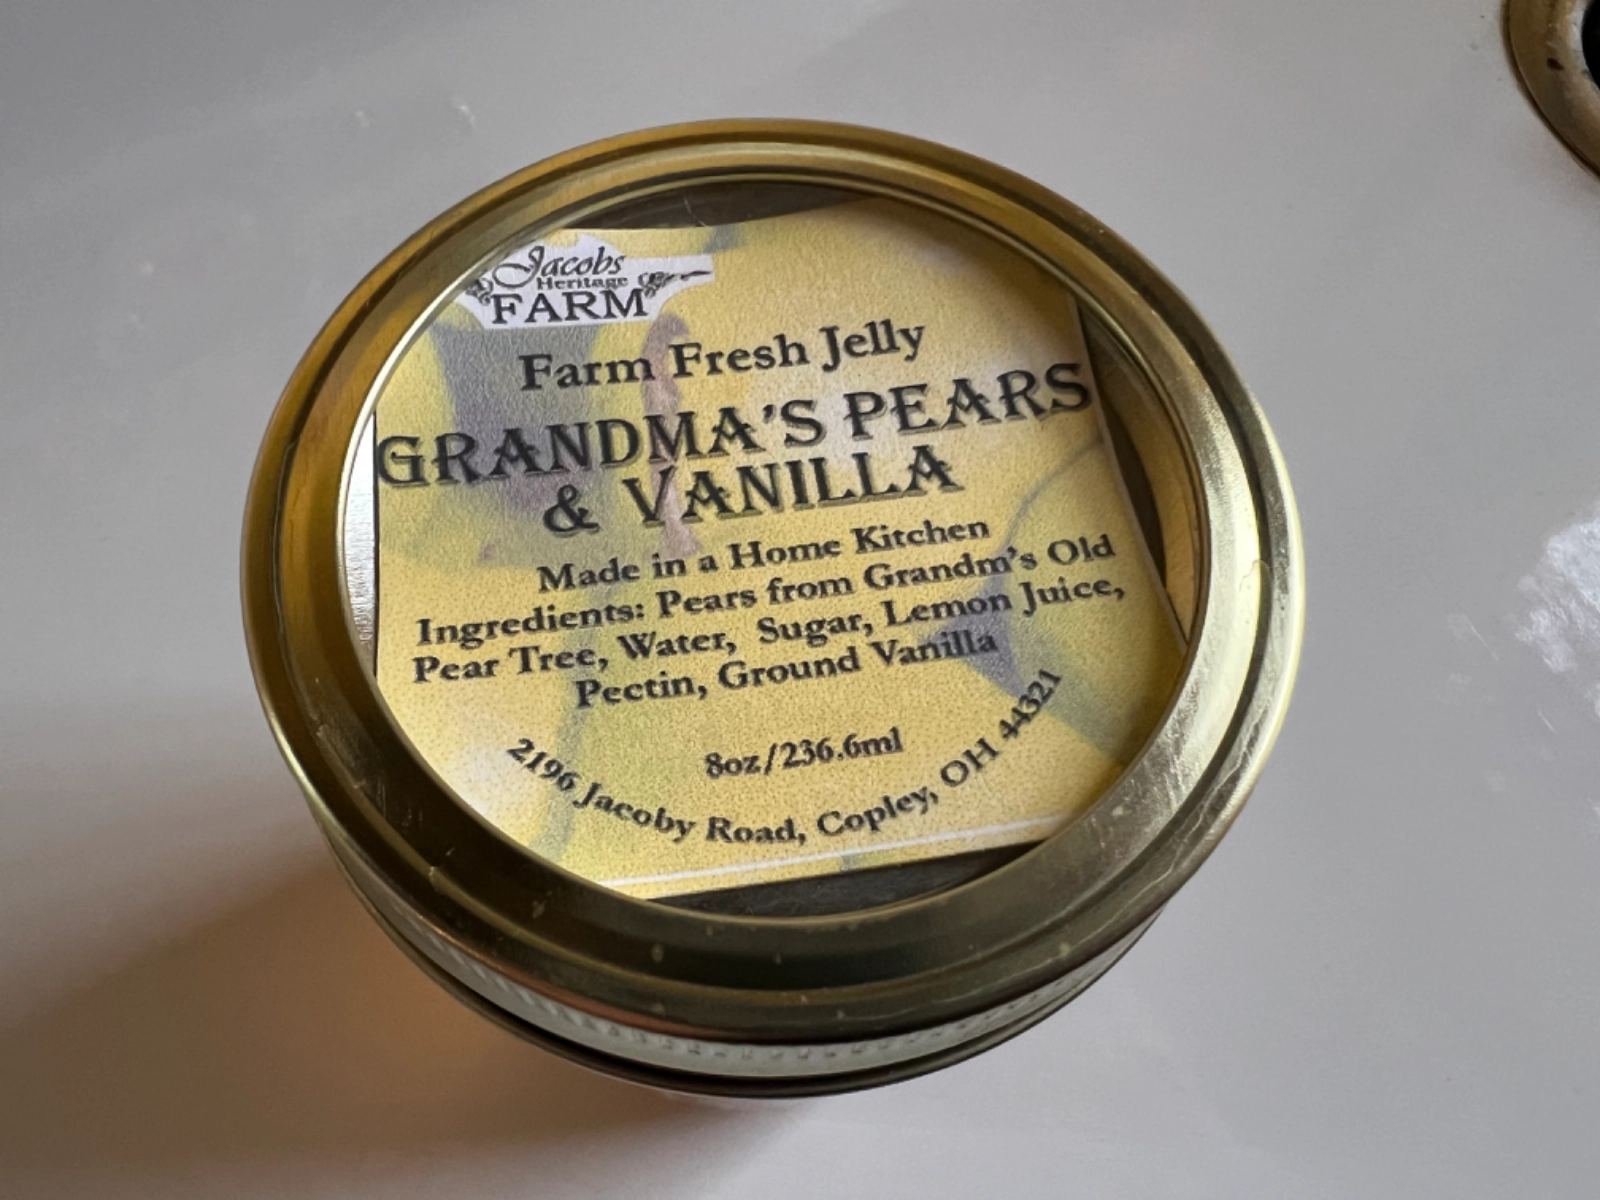 Jacobs
Heritage
FARM
Farm Fresh Jelly
GRANDMA'S PEARS
& VANILLA
Made in a Home Kitchen
Ingredients: Pears from Grandm's Old
Pear Tree, Water, Sugar, Lemon Juice,
Pectin, Ground Vanilla
8oz/236.6ml
2196 Jacoby Road, Copley, OH 44321